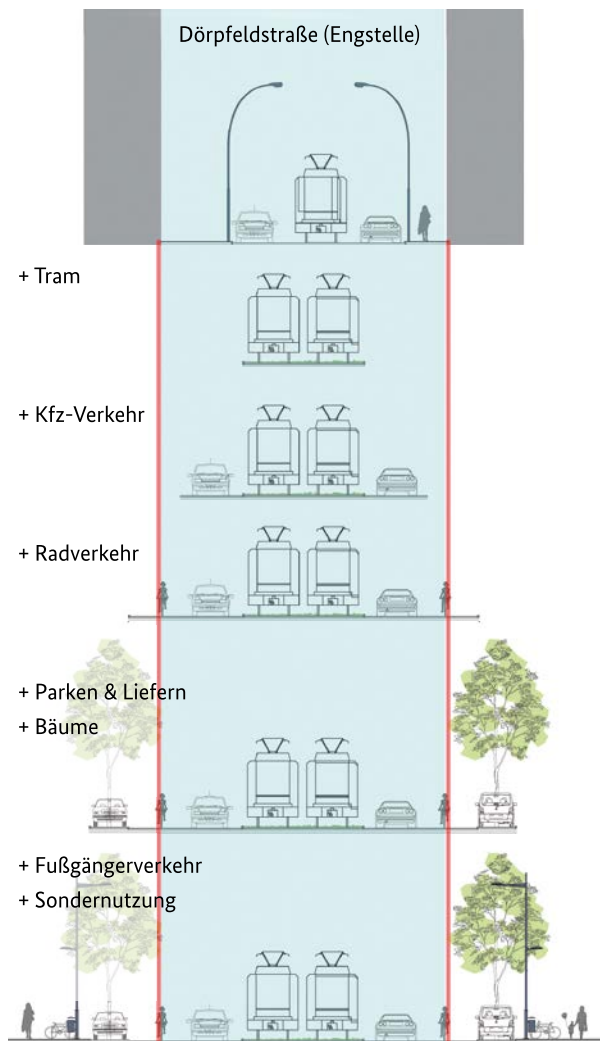 Dörpfeldstraße (Engstelle)
+ Tram
+ Kfz-Verkehr
+ Radverkehr
+ Parken & Liefern
+ Bäume
+ Fußgängerverkehr
+ Sondernutzung